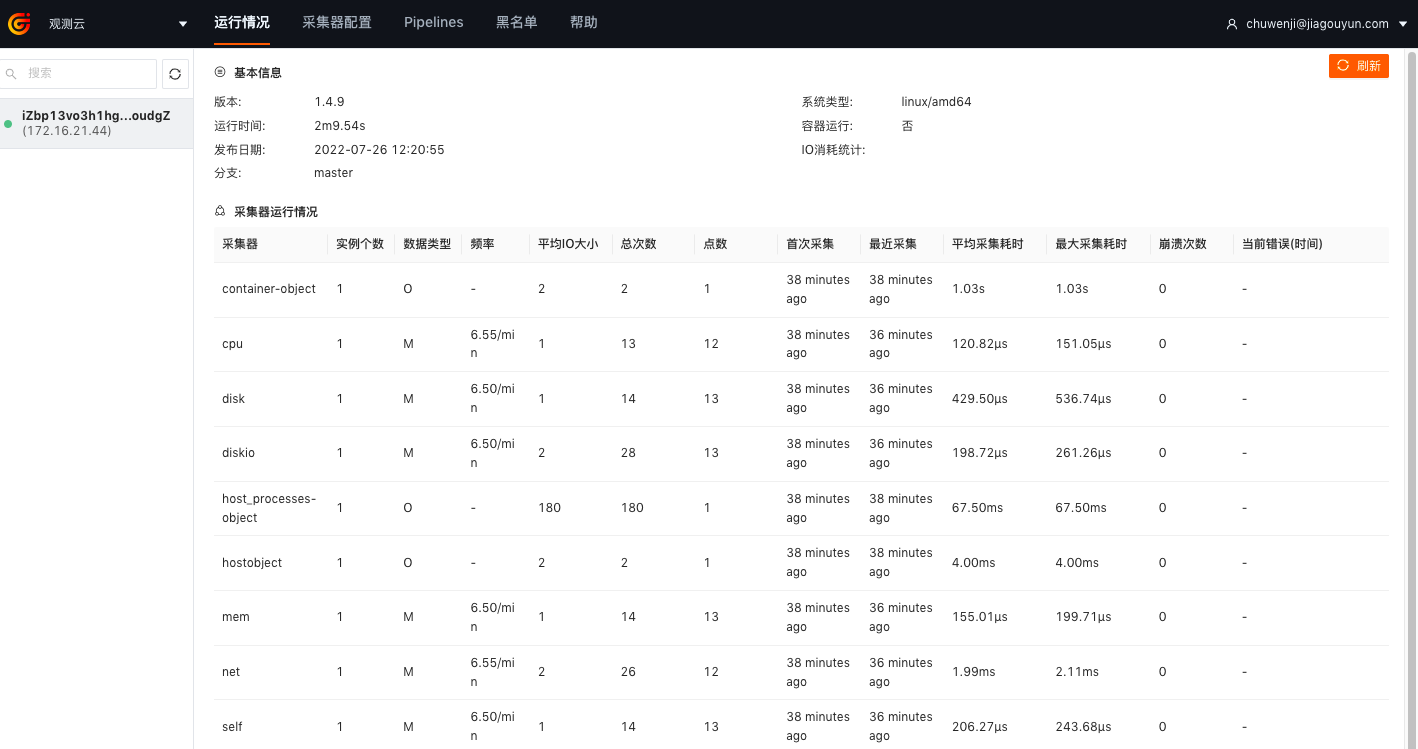 观测云
运行情况 采集器配置 Pipelines 黑名单 帮助
chuwenji@jiagouyun.com
搜索
iZbp13vo3h1hg...oudgZ
(172.16.21.44)
基本信息
刷新
版本: 1.4.9 系统类型: linux/amd64
运行时间: 2m9.54s 容器运行: 否
发布日期: 2022-07-26 12:20:55 IO消耗统计:
分支: master
采集器运行情况
采集器 实例个数 数据类型 频率 平均IO大小 总次数 点数 首次采集 最近采集 平均采集耗时 最大采集耗时 崩溃次数 当前错误(时间)
container-object 1 O - 2 2 1 38 minutes ago 38 minutes ago 1.03s 1.03s 0 -
cpu 1 M 6.55/min 1 13 12 38 minutes ago 36 minutes ago 120.82μs 151.05μs 0 -
disk 1 M 6.50/min 1 14 13 38 minutes ago 36 minutes ago 429.50μs 536.74μs 0 -
diskio 1 M 6.50/min 2 28 13 38 minutes ago 36 minutes ago 198.72μs 261.26μs 0 -
host_processes-object 1 O - 180 180 1 38 minutes ago 38 minutes ago 67.50ms 67.50ms 0 -
hostobject 1 O - 2 2 1 38 minutes ago 38 minutes ago 4.00ms 4.00ms 0 -
mem 1 M 6.50/min 1 14 13 38 minutes ago 36 minutes ago 155.01μs 199.71μs 0 -
net 1 M 6.55/min 2 26 12 38 minutes ago 36 minutes ago 1.99ms 2.11ms 0 -
self 1 M 6.50/min 1 14 13 38 minutes ago 36 minutes ago 206.27μs 243.68μs 0 -